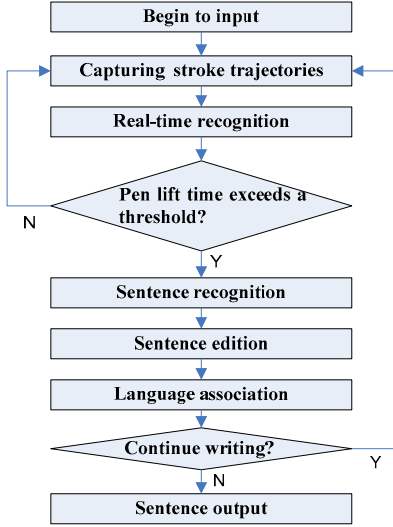 Begin to input
Capturing stroke trajectories
Real-time recognition
Pen lift time exceeds a
threshold?
N
Y
Sentence recognition
Sentence edition
Language association
Continue writing?
Y
N
Sentence output